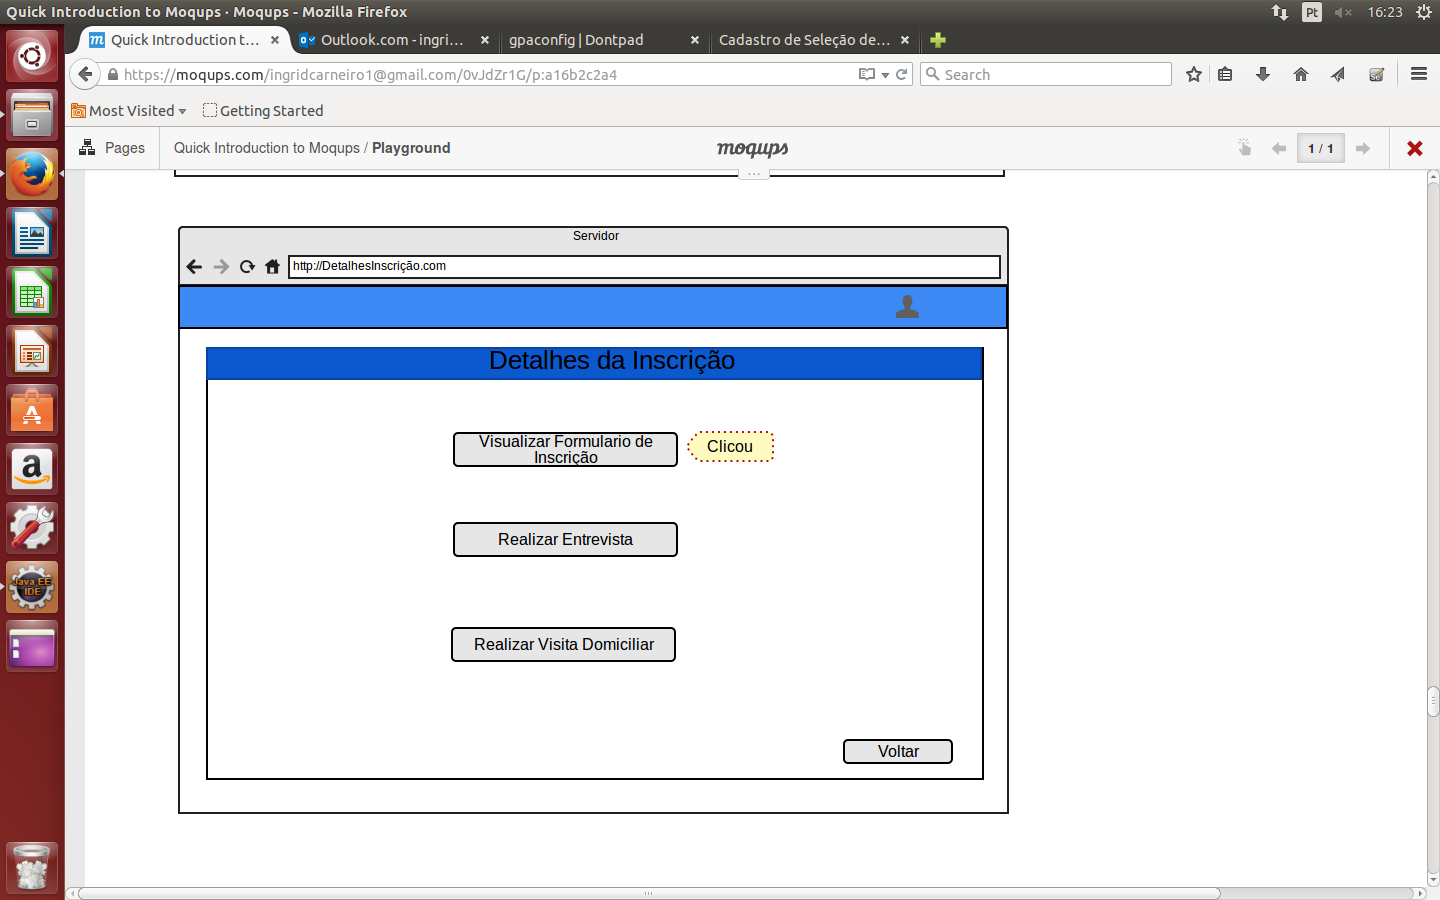 Quick Introduction to Moqups · Moqups - Mozilla Firefox
Pt
16:23
Quick Introduction t...
Outlook.com - ingri...
gpaconfig | Dontpad
Cadastro de Seleção de...
https://moqups.com/ingridcarneiro1@gmail.com/0vJdZr1G/p:a16b2c2a4
Search
Most Visited
Getting Started
Pages
Quick Introduction to Moqups / Playground
moqups
1 / 1
...
Servidor
http://DetalhesInscrição.com
Detalhes da Inscrição
Visualizar Formulario de
Inscrição
Clicou
Realizar Entrevista
Realizar Visita Domiciliar
Voltar
Java EE
IDE